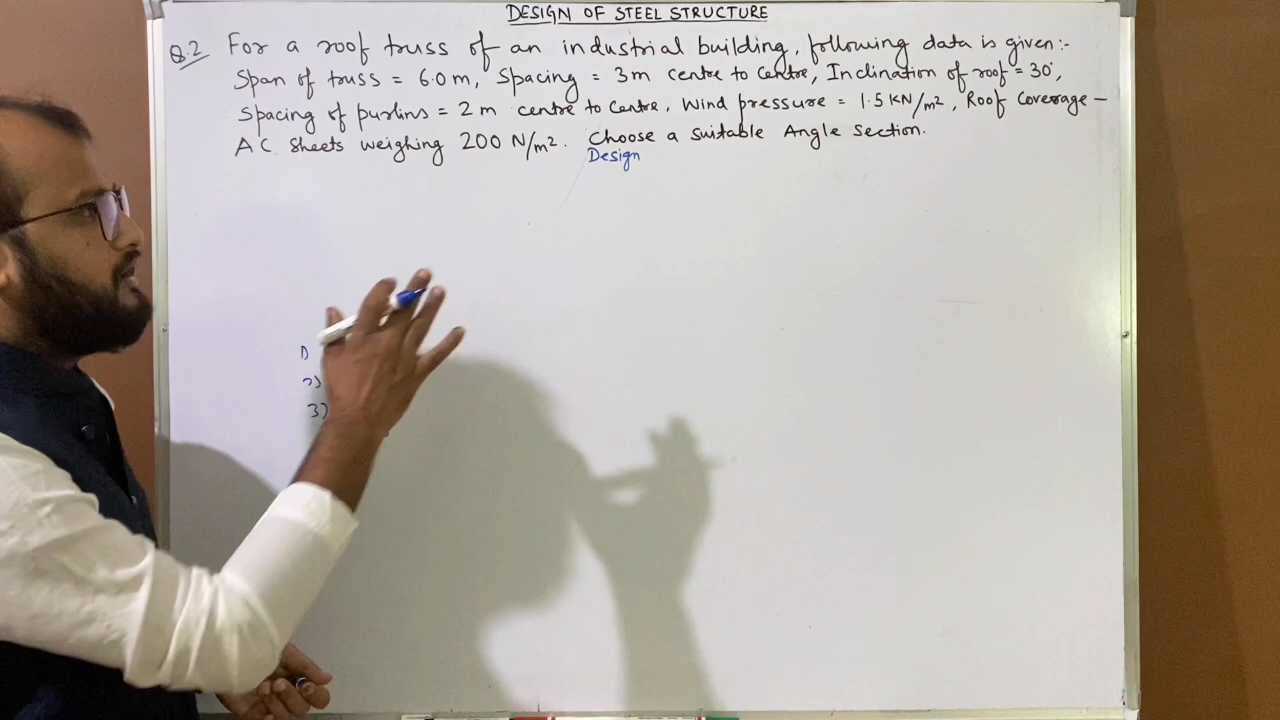 DESIGN OF STEEL STRUCTURE
Q.2 For a roof truss of an industrial building, following data is given:-
Span of truss = 6.0 m, Spacing = 3m centre to centre, Inclination of roof = 30°,
Spacing of purlins = 2 m centre to centre, Wind pressure = 1.5 KN/m2, Roof Coverage -
A C Sheets weighing 200 N/m2. Choose a suitable Angle section.
Design
1)
2)
3)